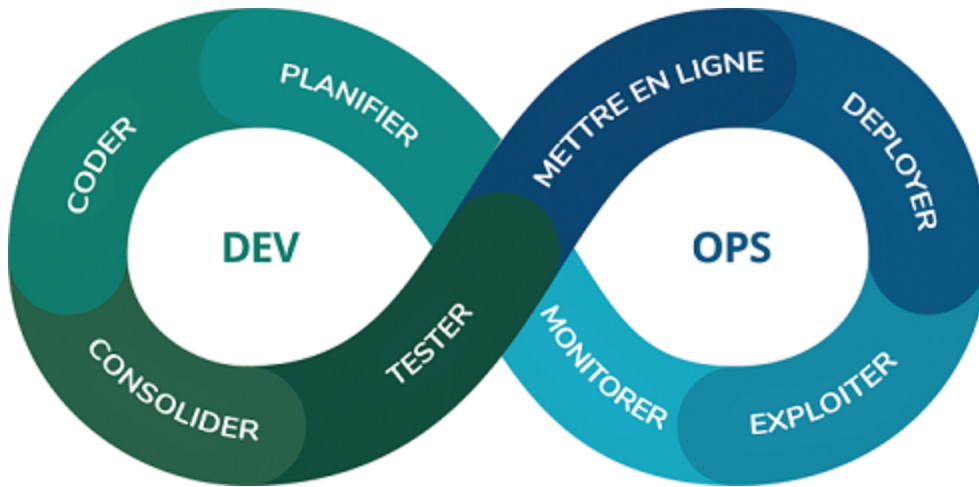 PLANIFIER
CODER
CONSOLIDER
TESTER
METTRE EN LIGNE
DEPLOYER
EXPLOITER
MONITORER
DEV
OPS